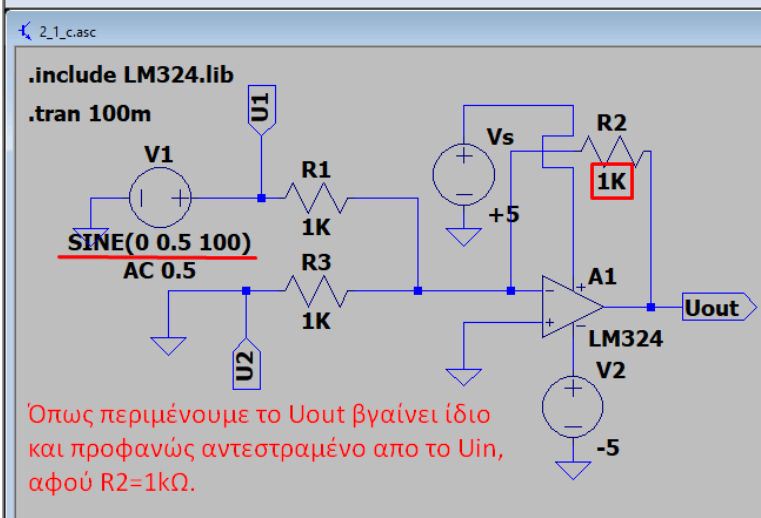 2_1_c.asc
.include LM324.lib
.tran 100m
U1
V1
R1
1K
SINE(0 0.5 100)
AC 0.5
R3
1K
U2
Vs
+5
R2
1K
A1
LM324
Uout
V2
-5
Όπως περιμένουμε το Uout βγαίνει ίδιο
και προφανώς αντεστραμένο απο το Uin,
αφού R2=1kΩ.